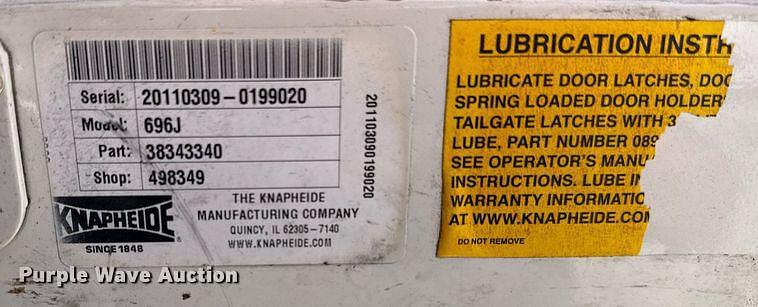 Serial: 20110309-0199020
Model: 696J
Part: 38343340
Shop: 498349
201103090199020
KNAPHEIDE
SINCE 1848
THE KNAPHEIDE
MANUFACTURING COMPANY
QUINCY, IL 62305-7140
WWW.KNAPHEIDE.COM
LUBRICATION INSTR
LUBRICATE DOOR LATCHES, DOO
SPRING LOADED DOOR HOLDER
TAILGATE LATCHES WITH 3
LUBE, PART NUMBER 089
SEE OPERATOR'S MANU
INSTRUCTIONS. LUBE IN
WARRANTY INFORMATIO
AT WWW.KNAPHEIDE.COM
DO NOT REMOVE
Purple Wave Auction